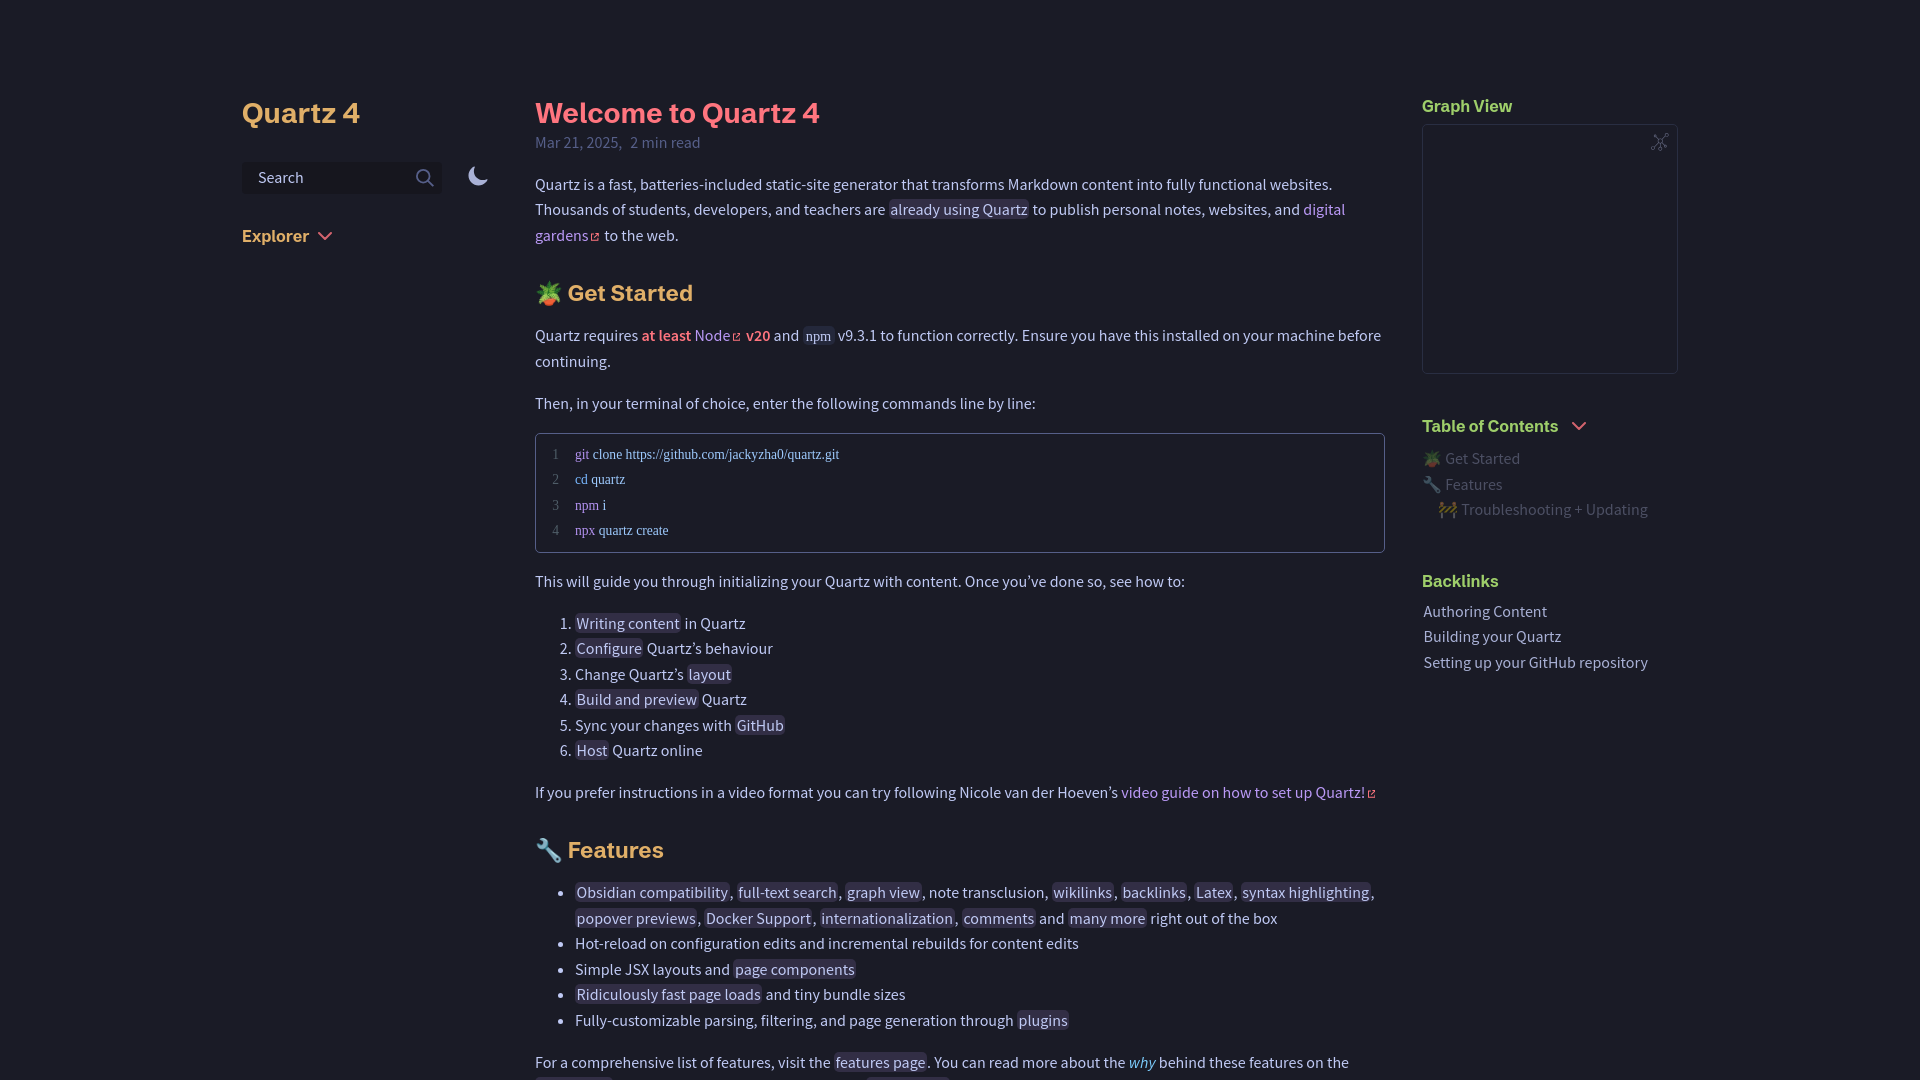 Quartz 4
Search
Explorer
Welcome to Quartz 4
Mar 21, 2025, 2 min read
Quartz is a fast, batteries-included static-site generator that transforms Markdown content into fully functional websites.
Thousands of students, developers, and teachers are already using Quartz to publish personal notes, websites, and digital
gardens to the web.
🪴 Get Started
Quartz requires at least Node v20 and npm v9.3.1 to function correctly. Ensure you have this installed on your machine before
continuing.
Then, in your terminal of choice, enter the following commands line by line:
1 git clone https://github.com/jackyzha0/quartz.git
2 cd quartz
3 npm i
4 npx quartz create
This will guide you through initializing your Quartz with content. Once you’ve done so, see how to:
1. Writing content in Quartz
2. Configure Quartz’s behaviour
3. Change Quartz’s layout
4. Build and preview Quartz
5. Sync your changes with GitHub
6. Host Quartz online
If you prefer instructions in a video format you can try following Nicole van der Hoeven’s video guide on how to set up Quartz!
🔧 Features
• Obsidian compatibility, full-text search, graph view, note transclusion, wikilinks, backlinks, Latex, syntax highlighting,
popover previews, Docker Support, internationalization, comments and many more right out of the box
• Hot-reload on configuration edits and incremental rebuilds for content edits
• Simple JSX layouts and page components
• Ridiculously fast page loads and tiny bundle sizes
• Fully-customizable parsing, filtering, and page generation through plugins
For a comprehensive list of features, visit the features page. You can read more about the why behind these features on the
Graph View
Table of Contents
🪴 Get Started
🔧 Features
🚧 Troubleshooting + Updating
Backlinks
Authoring Content
Building your Quartz
Setting up your GitHub repository